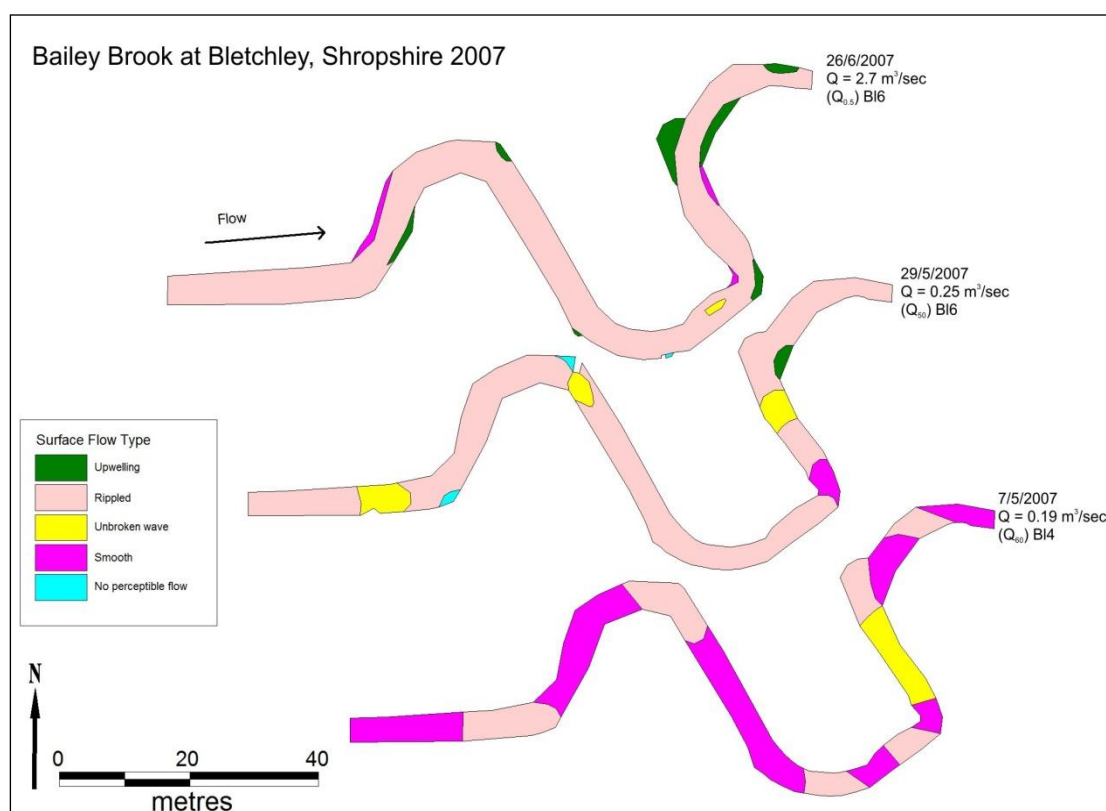 Bailey Brook at Bletchley, Shropshire 2007
26/6/2007
Q = 2.7 m³/sec
(Q₀.₅) Bl6
Flow
29/5/2007
Q = 0.25 m³/sec
(Q₅₀) Bl6
Surface Flow Type
Upwelling
Rippled
Unbroken wave
Smooth
No perceptible flow
7/5/2007
Q = 0.19 m³/sec
(Q₆₀) Bl4
N
0 20 40
metres